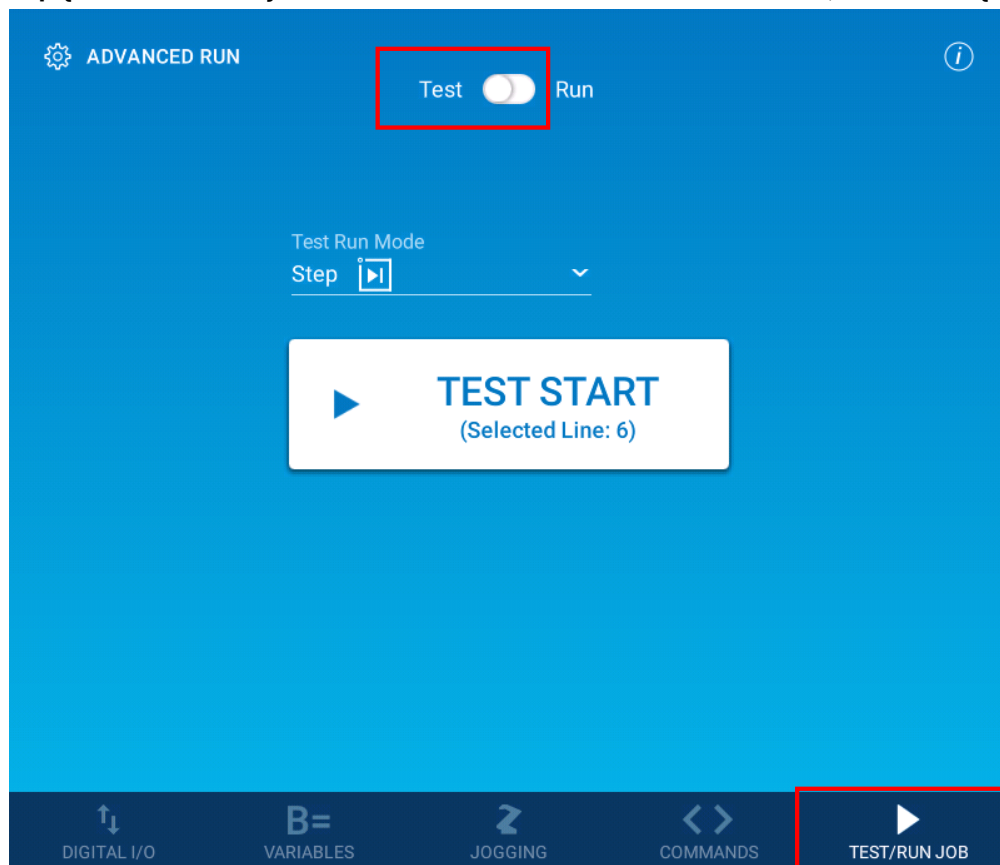 ADVANCED RUN
Test Run
Test Run Mode
Step
TEST START
(Selected Line: 6)
B=
DIGITAL I/O VARIABLES JOGGING COMMANDS TEST/RUN JOB